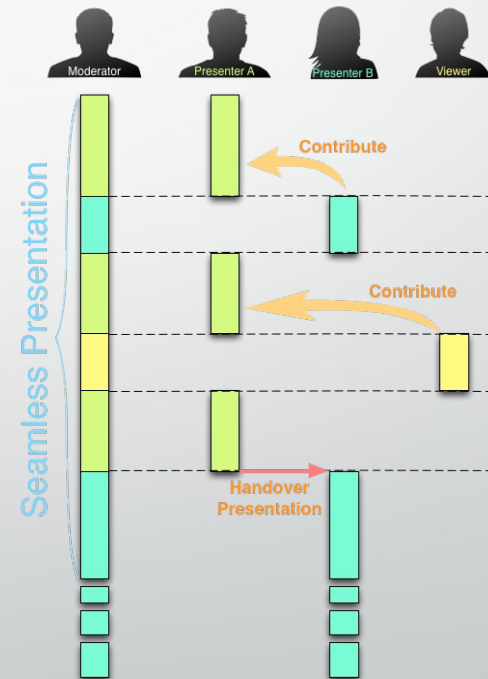 Moderator
Presenter A
Presenter B
Viewer
Seamless Presentation
Contribute
Contribute
Handover
Presentation